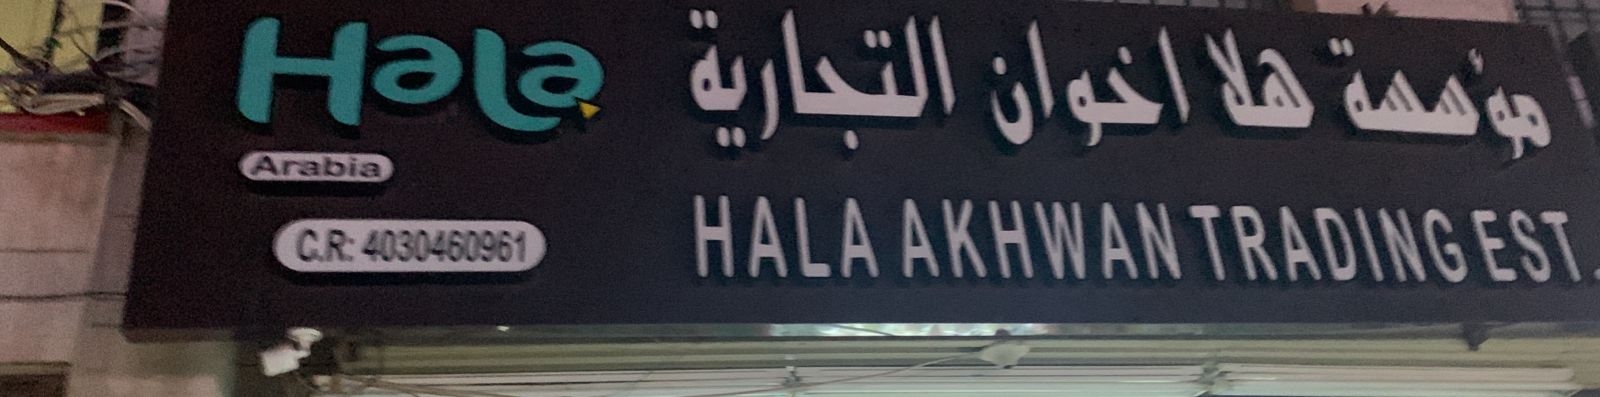 Hala
Arabia
C.R: 4030460961
مؤسسة هلا اخوان التجارية
HALA AKHWAN TRADING EST.